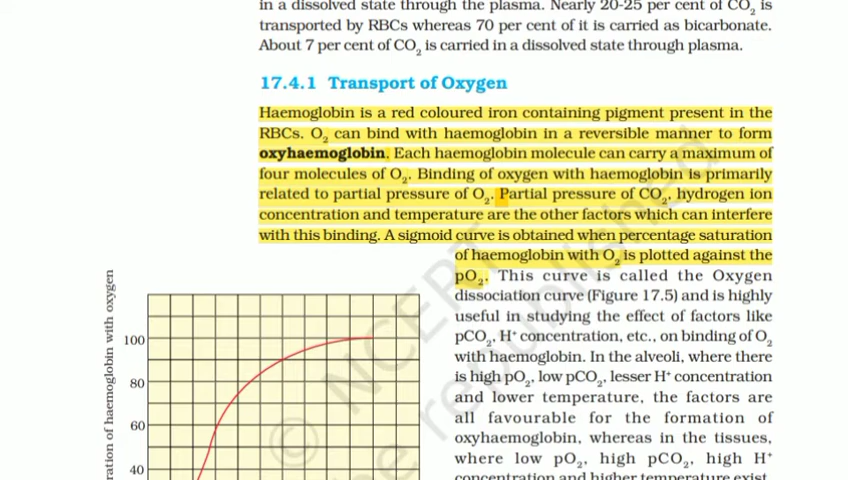 in a dissolved state through the plasma. Nearly 20-25 per cent of CO₂ is
transported by RBCs whereas 70 per cent of it is carried as bicarbonate.
About 7 per cent of CO₂ is carried in a dissolved state through plasma.
17.4.1 Transport of Oxygen
Haemoglobin is a red coloured iron containing pigment present in the
RBCs. O₂ can bind with haemoglobin in a reversible manner to form
oxyhaemoglobin. Each haemoglobin molecule can carry a maximum of
four molecules of O₂. Binding of oxygen with haemoglobin is primarily
related to partial pressure of O₂. Partial pressure of CO₂, hydrogen ion
concentration and temperature are the other factors which can interfere
with this binding. A sigmoid curve is obtained when percentage saturation
of haemoglobin with O₂ is plotted against the
pO₂. This curve is called the Oxygen
dissociation curve (Figure 17.5) and is highly
useful in studying the effect of factors like
pCO₂, H⁺ concentration, etc., on binding of O₂
with haemoglobin. In the alveoli, where there
is high pO₂, low pCO₂, lesser H⁺ concentration
and lower temperature, the factors are
all favourable for the formation of
oxyhaemoglobin, whereas in the tissues,
where low pO₂, high pCO₂, high H⁺
concentration and higher temperature exist,
ration of haemoglobin with oxygen
100
80
60
40
© NCERT
be republished